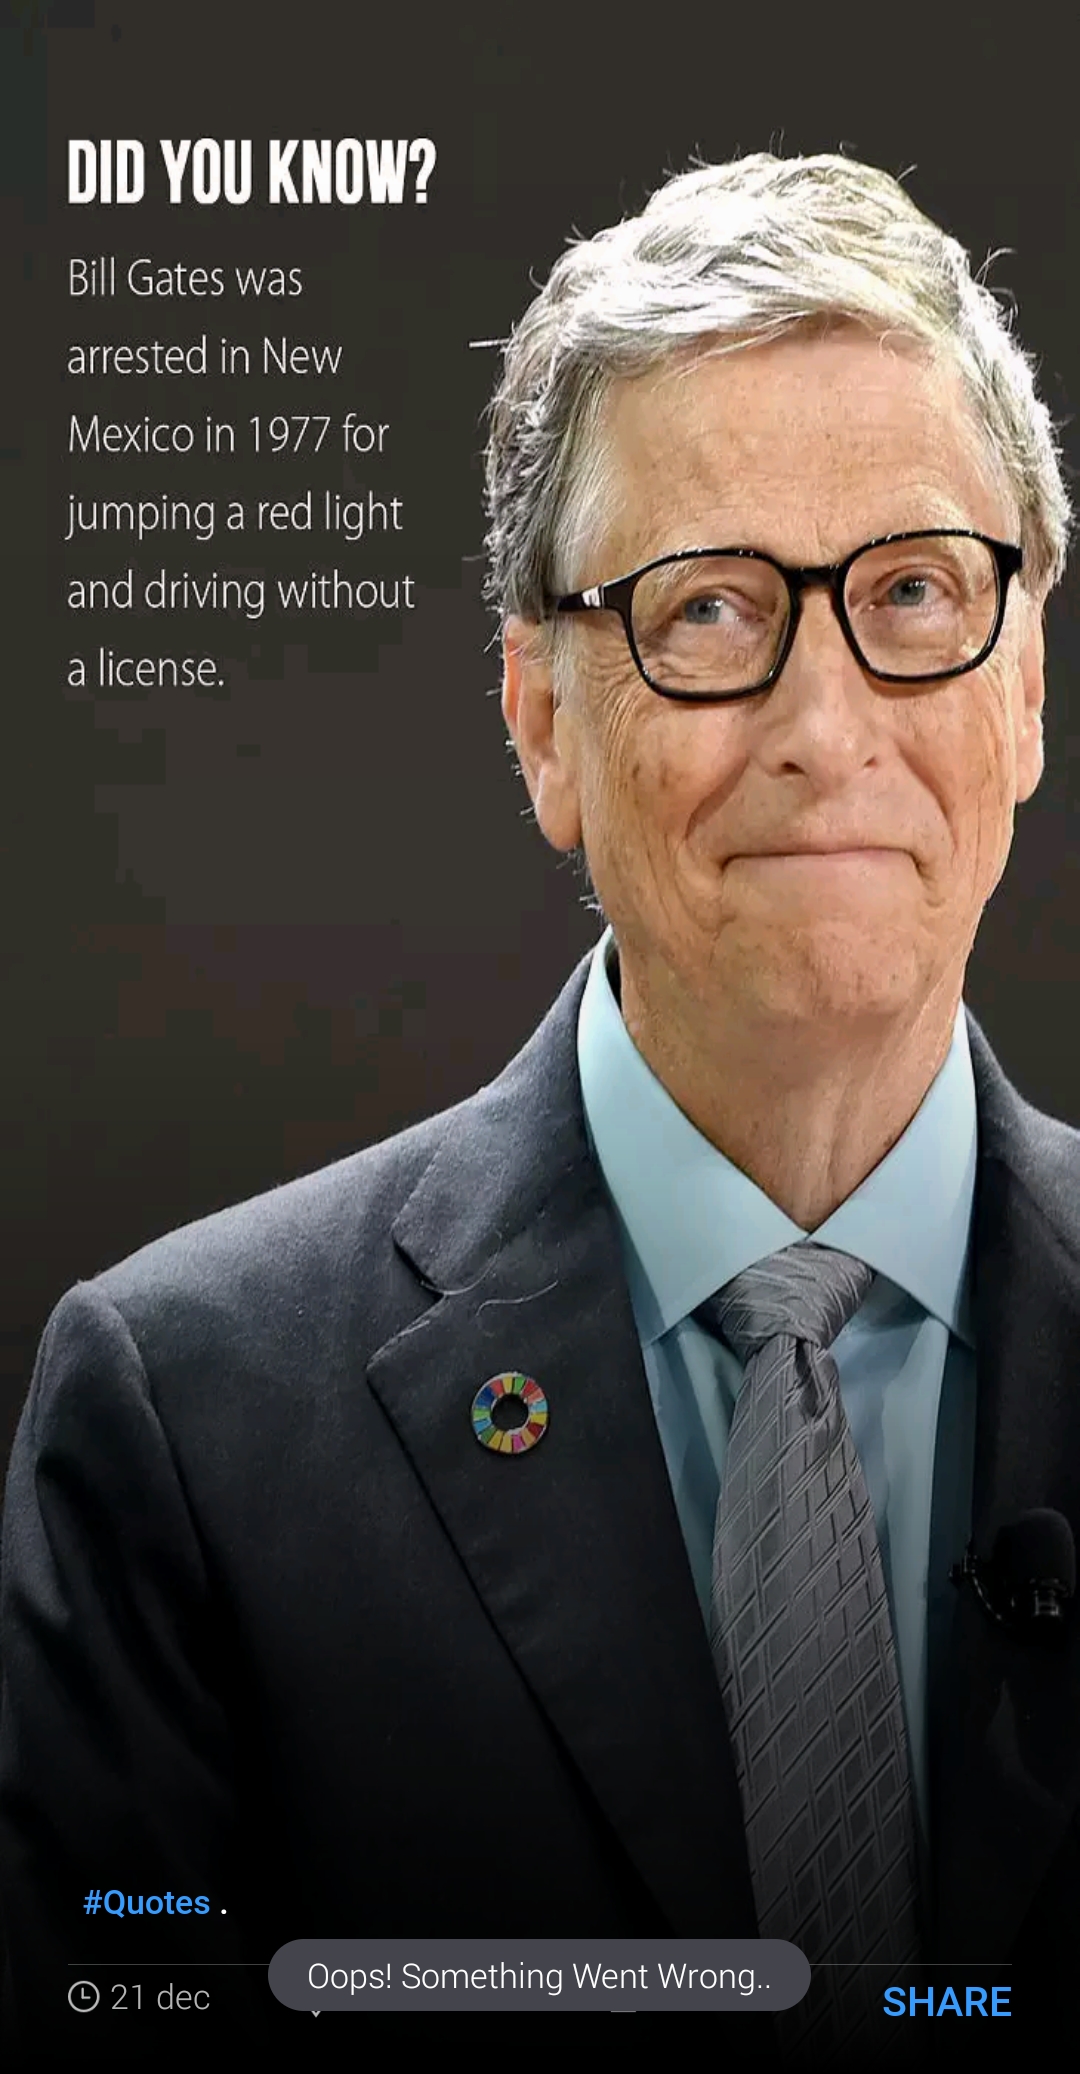 DID YOU KNOW?
Bill Gates was
arrested in New
Mexico in 1977 for
jumping a red light
and driving without
a license.
#Quotes .
Oops! Something Went Wrong..
21 dec
SHARE